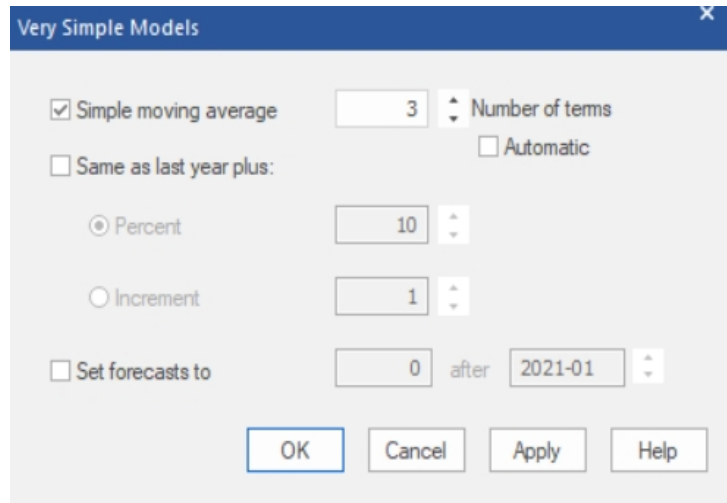 Very Simple Models
Simple moving average 3 Number of terms
Automatic
Same as last year plus:
Percent 10
Increment 1
Set forecasts to 0 after 2021-01
OK Cancel Apply Help